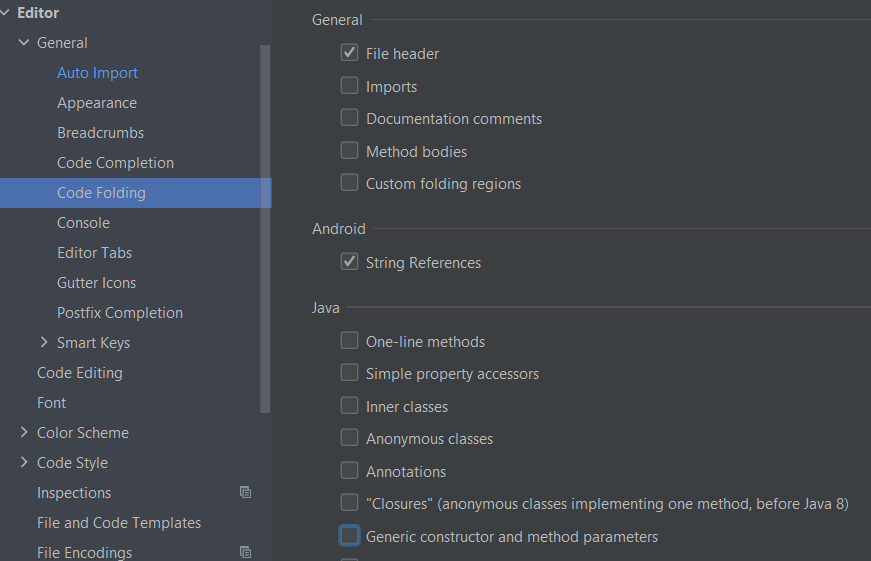 Editor
General
Auto Import
Appearance
Breadcrumbs
Code Completion
Code Folding
Console
Editor Tabs
Gutter Icons
Postfix Completion
Smart Keys
Code Editing
Font
Color Scheme
Code Style
Inspections
File and Code Templates
File Encodings
General
File header
Imports
Documentation comments
Method bodies
Custom folding regions
Android
String References
Java
One-line methods
Simple property accessors
Inner classes
Anonymous classes
Annotations
"Closures" (anonymous classes implementing one method, before Java 8)
Generic constructor and method parameters